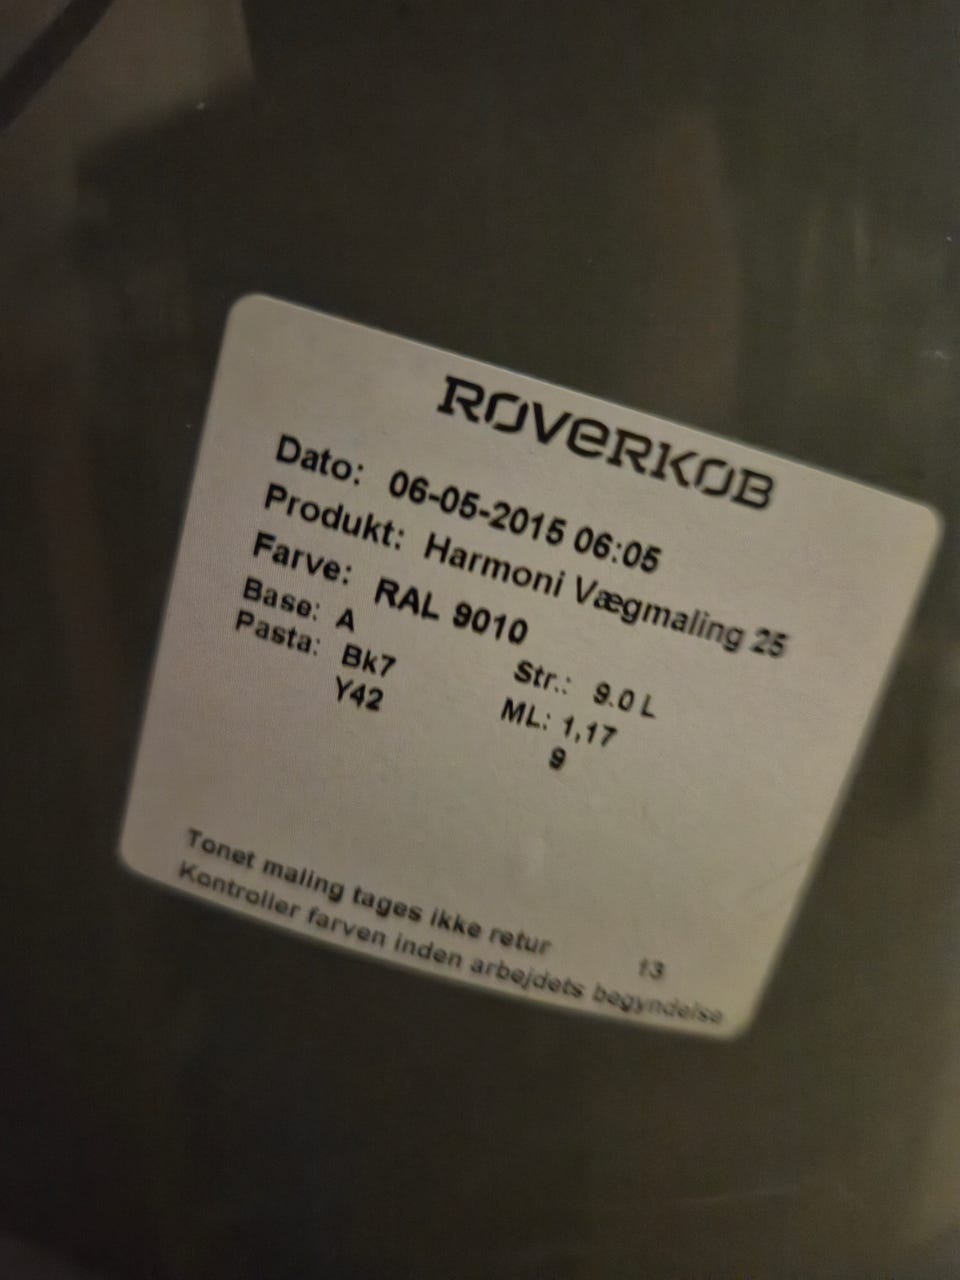 ROVERKØB
Dato: 06-05-2015 06:05
Produkt: Harmoni Vægmaling 25
Farve: RAL 9010
Base: A Str.: 9.0 L
Pasta: Bk7 ML: 1,17
Y42 9
Tonet maling tages ikke retur 13
Kontroller farven inden arbejdets begyndelse